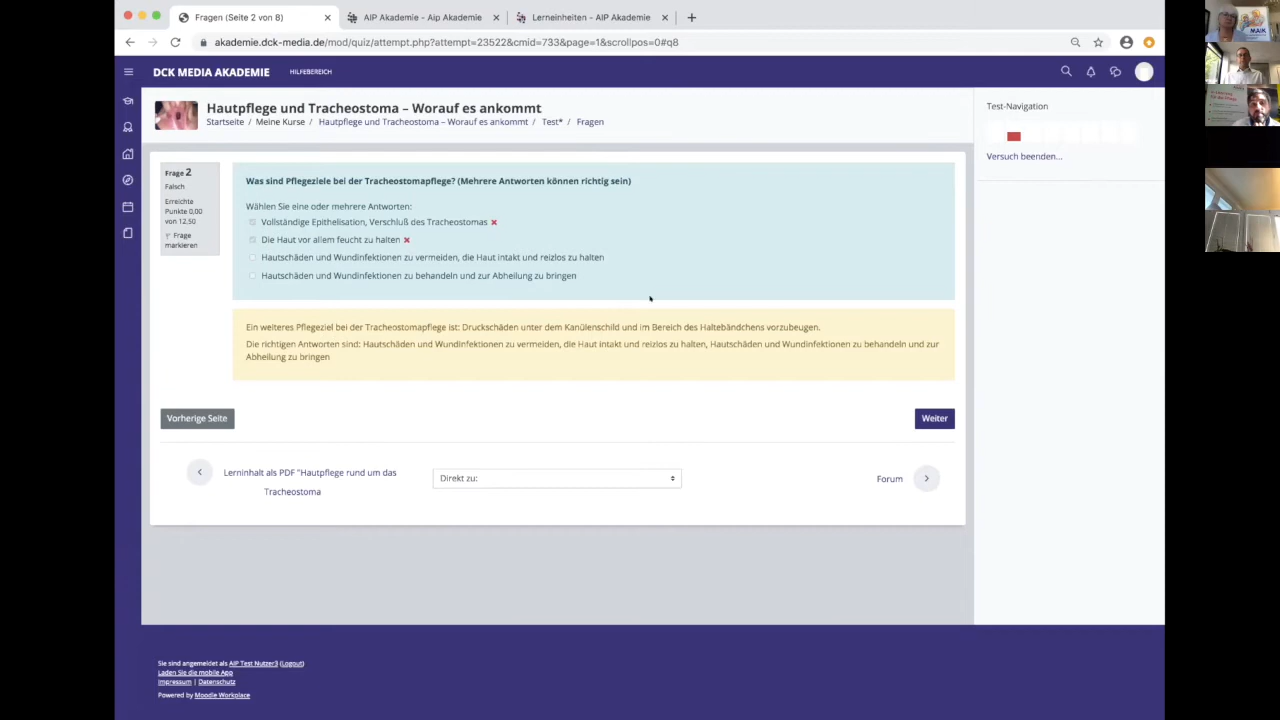 Fragen (Seite 2 von 8)
AIP Akademie - Aip Akademie
Lerneinheiten - AIP Akademie
akademie.dck-media.de/mod/quiz/attempt.php?attempt=23522&cmid=733&page=1&scrollpos=0#q8
DCK MEDIA AKADEMIE
HILFEBEREICH
Hautpflege und Tracheostoma – Worauf es ankommt
Startseite / Meine Kurse / Hautpflege und Tracheostoma – Worauf es ankommt / Test* / Fragen
Test-Navigation
Versuch beenden...
Frage 2
Falsch
Erreichte
Punkte 0,00
von 12,50
Frage
markieren
Was sind Pflegeziele bei der Tracheostomapflege? (Mehrere Antworten können richtig sein)
Wählen Sie eine oder mehrere Antworten:
Vollständige Epithelisation, Verschluß des Tracheostomas
Die Haut vor allem feucht zu halten
Hautschäden und Wundinfektionen zu vermeiden, die Haut intakt und reizlos zu halten
Hautschäden und Wundinfektionen zu behandeln und zur Abheilung zu bringen
Ein weiteres Pflegeziel bei der Tracheostomapflege ist: Druckschäden unter dem Kanülenschild und im Bereich des Haltebändchens vorzubeugen.
Die richtigen Antworten sind: Hautschäden und Wundinfektionen zu vermeiden, die Haut intakt und reizlos zu halten, Hautschäden und Wundinfektionen zu behandeln und zur
Abheilung zu bringen
Vorherige Seite
Weiter
Lerninhalt als PDF "Hautpflege rund um das
Tracheostoma
Direkt zu:
Forum
Sie sind angemeldet als AIP Test Nutzer3 (Logout)
Laden Sie die mobile App
Impressum | Datenschutz
Powered by Moodle Workplace
MAIK